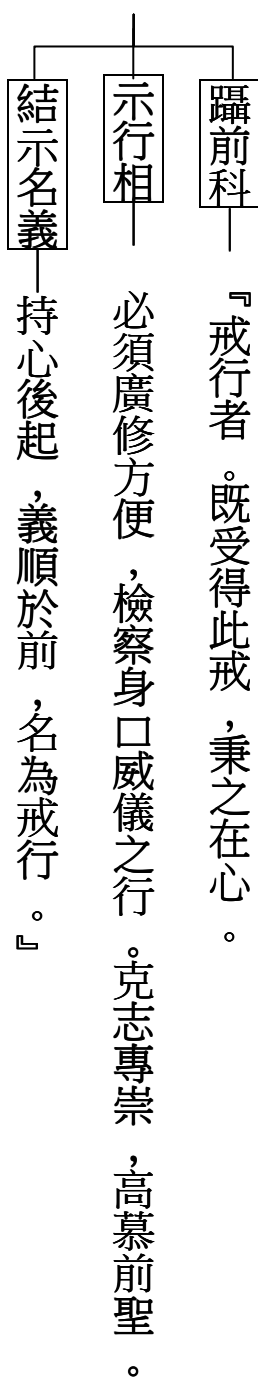 躡前科 『戒行者。既受得此戒，秉之在心。
示行相 必須廣修方便，檢察身口威儀之行。克志專崇，高慕前聖。
結示名義 持心後起，義順於前，名為戒行。』